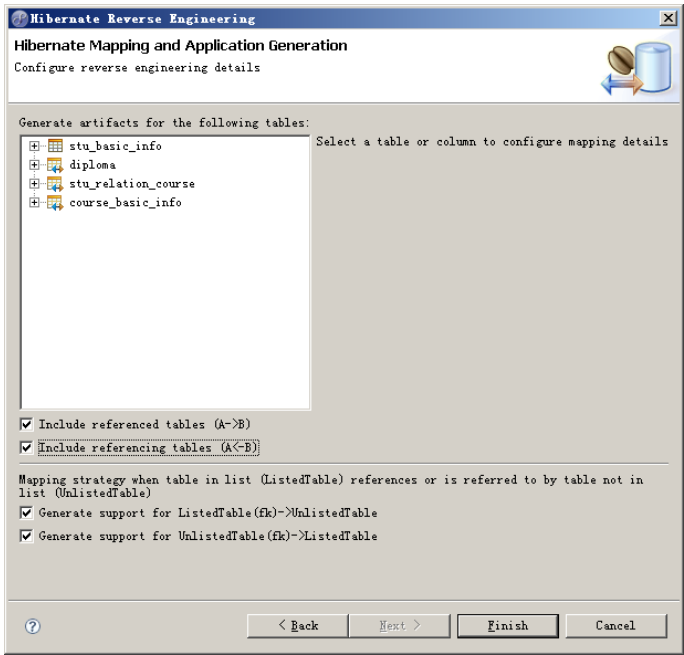 Hibernate Reverse Engineering
Hibernate Mapping and Application Generation
Configure reverse engineering details
Generate artifacts for the following tables:
stu_basic_info
diploma
stu_relation_course
course_basic_info
Select a table or column to configure mapping details
Include referenced tables (A->B)
Include referencing tables (A<-B)
Mapping strategy when table in list (ListedTable) references or is referred to by table not in
list (UnlistedTable)
Generate support for ListedTable(fk)->UnlistedTable
Generate support for UnlistedTable(fk)->ListedTable
?
< Back
Next >
Finish
Cancel